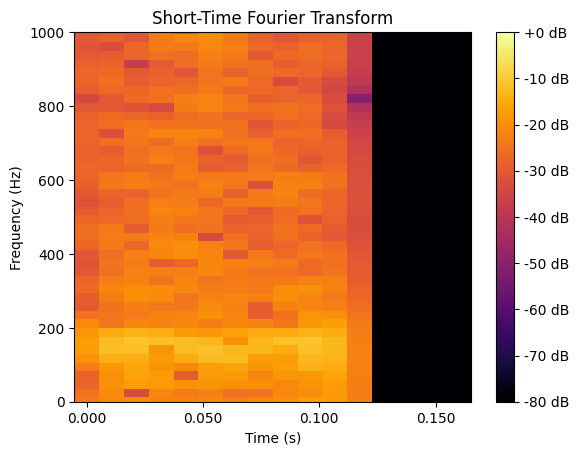 Short-Time Fourier Transform
1000
800
600
400
200
0
Frequency (Hz)
0.000
0.050
0.100
0.150
Time (s)
+0 dB
-10 dB
-20 dB
-30 dB
-40 dB
-50 dB
-60 dB
-70 dB
-80 dB